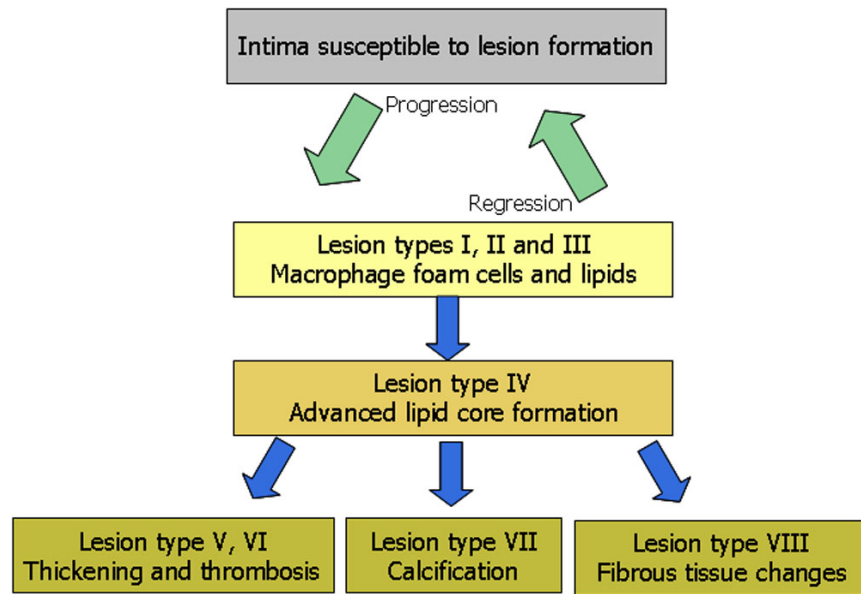 Intima susceptible to lesion formation
Progression
Regression
Lesion types I, II and III
Macrophage foam cells and lipids
Lesion type IV
Advanced lipid core formation
Lesion type V, VI
Thickening and thrombosis
Lesion type VII
Calcification
Lesion type VIII
Fibrous tissue changes